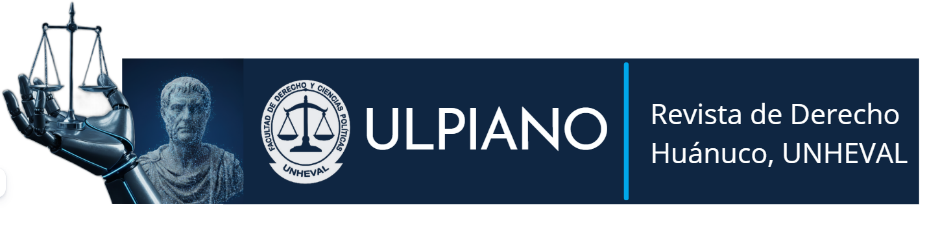 FACULTAD DE DERECHO Y CIENCIAS POLÍTICAS
UNHEVAL
ULPIANO
Revista de Derecho
Huánuco, UNHEVAL